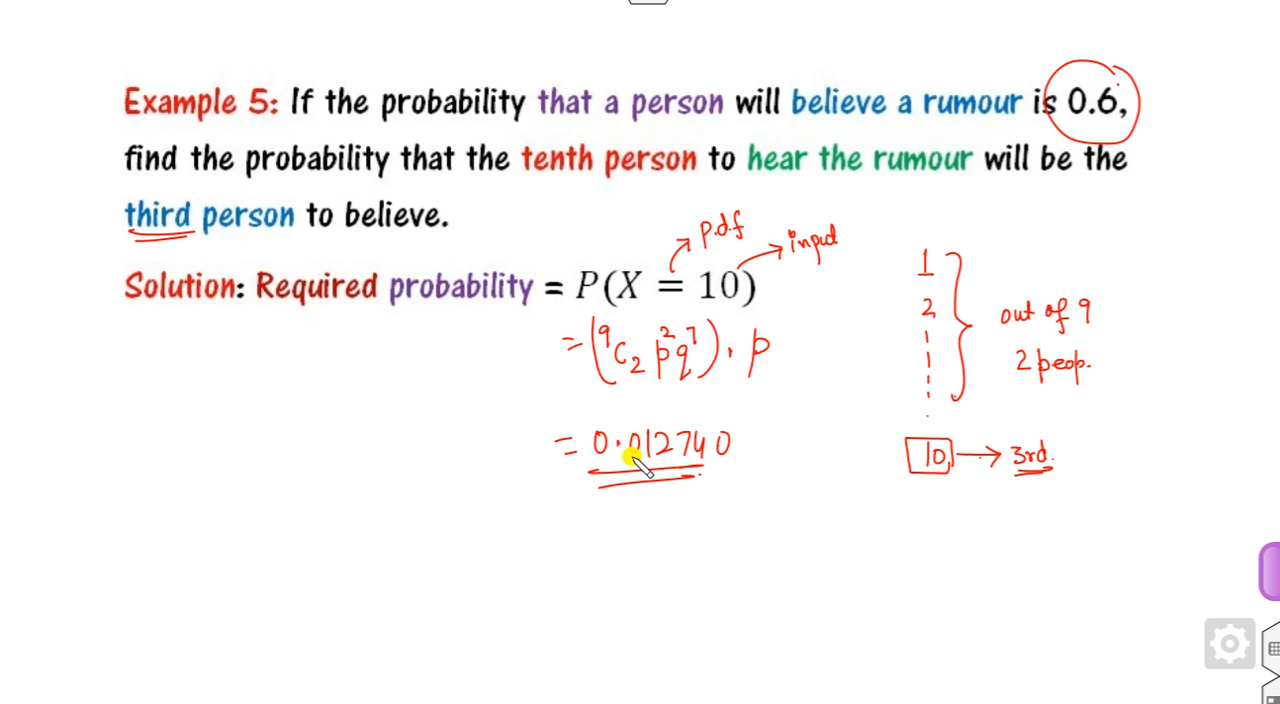 Example 5: If the probability that a person will believe a rumour is 0.6,
find the probability that the tenth person to hear the rumour will be the
third person to believe.
p.d.f
input
Solution: Required probability = P(X = 10)
= (⁹C₂ p²q⁷) . p
= 0.012740
1
2
out of 9
2 peop.
10, → 3rd.